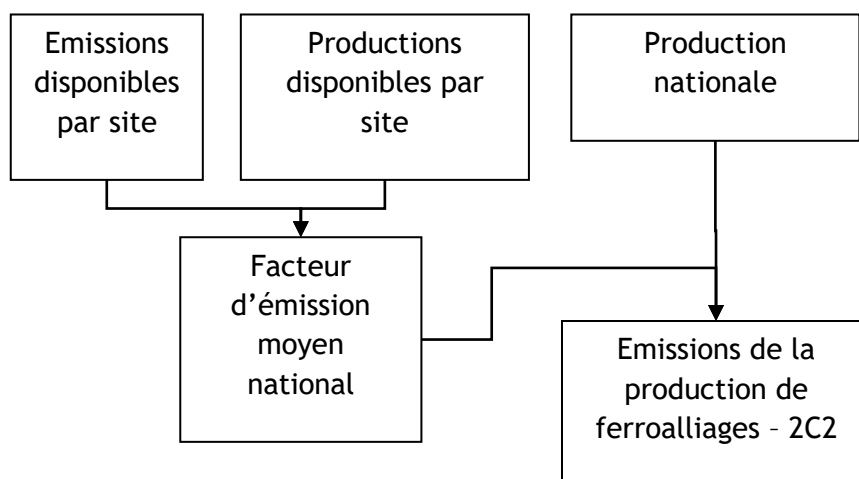 Emissions
disponibles
par site
Productions
disponibles par
site
Production
nationale
Facteur
d’émission
moyen
national
Emissions de la
production de
ferroalliages – 2C2